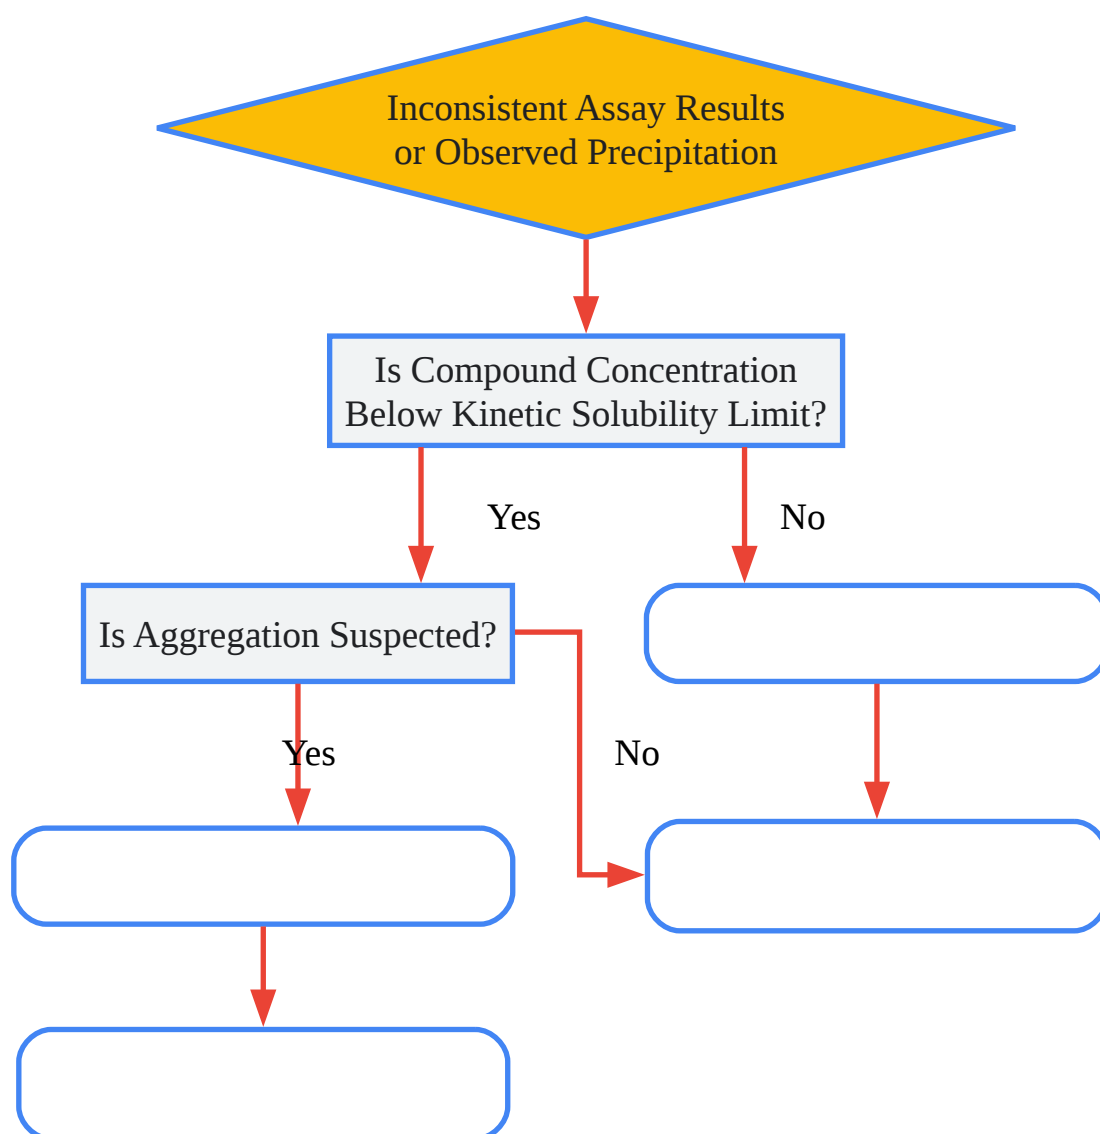 Inconsistent Assay Results
or Observed Precipitation
Is Compound Concentration
Below Kinetic Solubility Limit?
Yes
No
Is Aggregation Suspected?
Yes
No